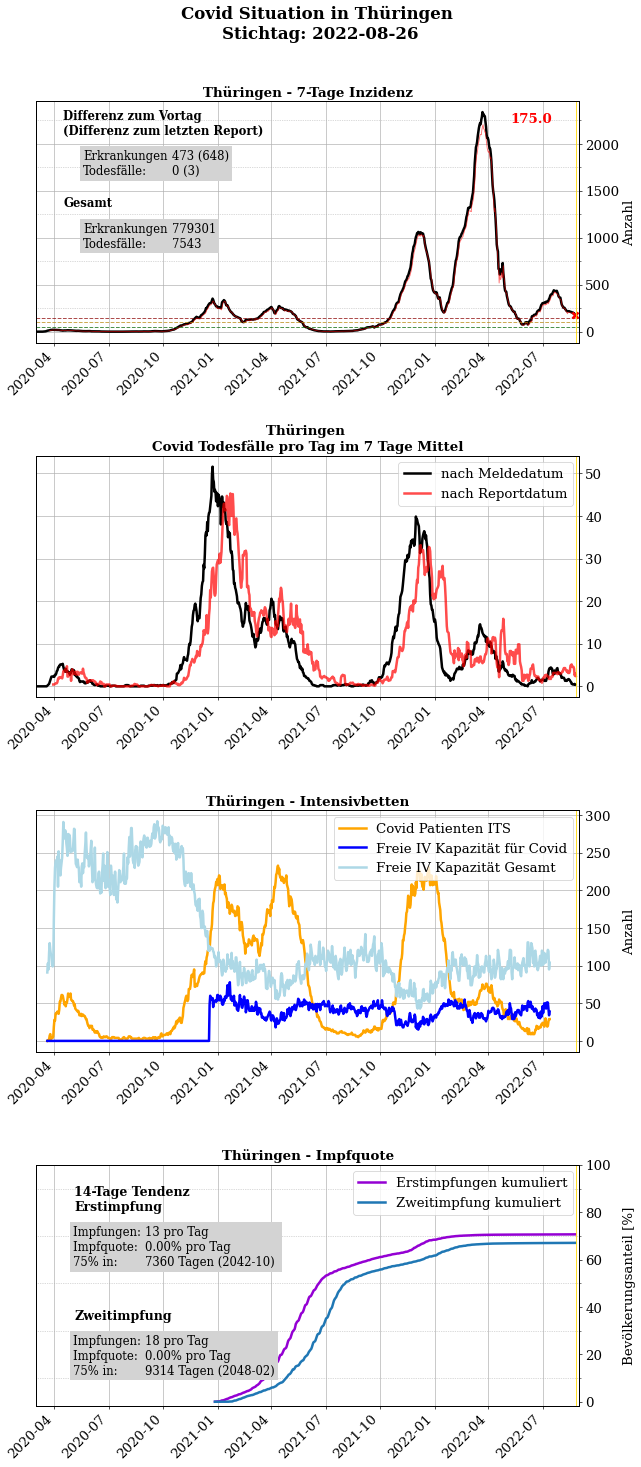 Covid Situation in Thüringen
Stichtag: 2022-08-26
Thüringen - 7-Tage Inzidenz
Differenz zum Vortag
(Differenz zum letzten Report)
Erkrankungen 473 (648)
Todesfälle: 0 (3)
Gesamt
Erkrankungen 779301
Todesfälle: 7543
175.0
2000
1500
1000
500
0
Anzahl
2020-04
2020-07
2020-10
2021-01
2021-04
2021-07
2021-10
2022-01
2022-04
2022-07
Thüringen
Covid Todesfälle pro Tag im 7 Tage Mittel
nach Meldedatum
nach Reportdatum
50
40
30
20
10
0
2020-04
2020-07
2020-10
2021-01
2021-04
2021-07
2021-10
2022-01
2022-04
2022-07
Thüringen - Intensivbetten
Covid Patienten ITS
Freie IV Kapazität für Covid
Freie IV Kapazität Gesamt
300
250
200
150
100
50
0
Anzahl
2020-04
2020-07
2020-10
2021-01
2021-04
2021-07
2021-10
2022-01
2022-04
2022-07
Thüringen - Impfquote
14-Tage Tendenz
Erstimpfung
Impfungen: 13 pro Tag
Impfquote: 0.00% pro Tag
75% in: 7360 Tagen (2042-10)
Zweitimpfung
Impfungen: 18 pro Tag
Impfquote: 0.00% pro Tag
75% in: 9314 Tagen (2048-02)
Erstimpfungen kumuliert
Zweitimpfung kumuliert
100
80
60
40
20
0
Bevölkerungsanteil [%]
2020-04
2020-07
2020-10
2021-01
2021-04
2021-07
2021-10
2022-01
2022-04
2022-07